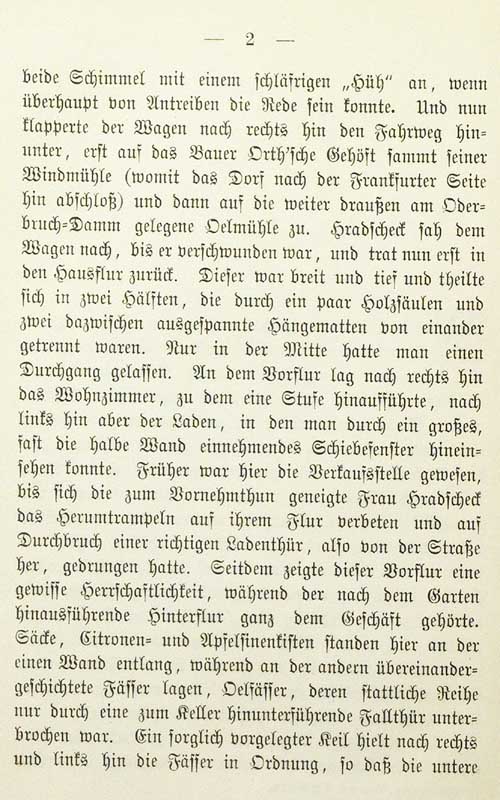 — 2 —
beide Schimmel mit einem schläfrigen „Hüh“ an, wenn
überhaupt von Antreiben die Rede sein konnte. Und nun
klapperte der Wagen nach rechts hin den Fahrweg hin-
unter, erst auf das Bauer Orth'sche Gehöft sammt seiner
Windmühle (womit das Dorf nach der Frankfurter Seite
hin abschloß) und dann auf die weiter draußen am Oder-
bruch-Damm gelegene Oelmühle zu. Hradscheck sah dem
Wagen nach, bis er verschwunden war, und trat nun erst in
den Hausflur zurück. Dieser war breit und tief und theilte
sich in zwei Hälften, die durch ein paar Holzsäulen und
zwei dazwischen ausgespannte Hängematten von einander
getrennt waren. Nur in der Mitte hatte man einen
Durchgang gelassen. An dem Vorflur lag nach rechts hin
das Wohnzimmer, zu dem eine Stufe hinaufführte, nach
links hin aber der Laden, in den man durch ein großes,
fast die halbe Wand einnehmendes Schiebefenster hinein-
sehen konnte. Früher war hier die Verkaufsstelle gewesen,
bis sich die zum Vornehmthun geneigte Frau Hradscheck
das Herumtrampeln auf ihrem Flur verbeten und auf
Durchbruch einer richtigen Ladenthür, also von der Straße
her, gedrungen hatte. Seitdem zeigte dieser Vorflur eine
gewisse Herrschaftlichkeit, während der nach dem Garten
hinausführende Hinterflur ganz dem Geschäft gehörte.
Säcke, Citronen- und Apfelsinenkisten standen hier an der
einen Wand entlang, während an der andern übereinander-
geschichtete Fässer lagen, Oelfässer, deren stattliche Reihe
nur durch eine zum Keller hinunterführende Fallthür unter-
brochen war. Ein sorglich vorgelegter Keil hielt nach rechts
und links hin die Fässer in Ordnung, so daß die untere